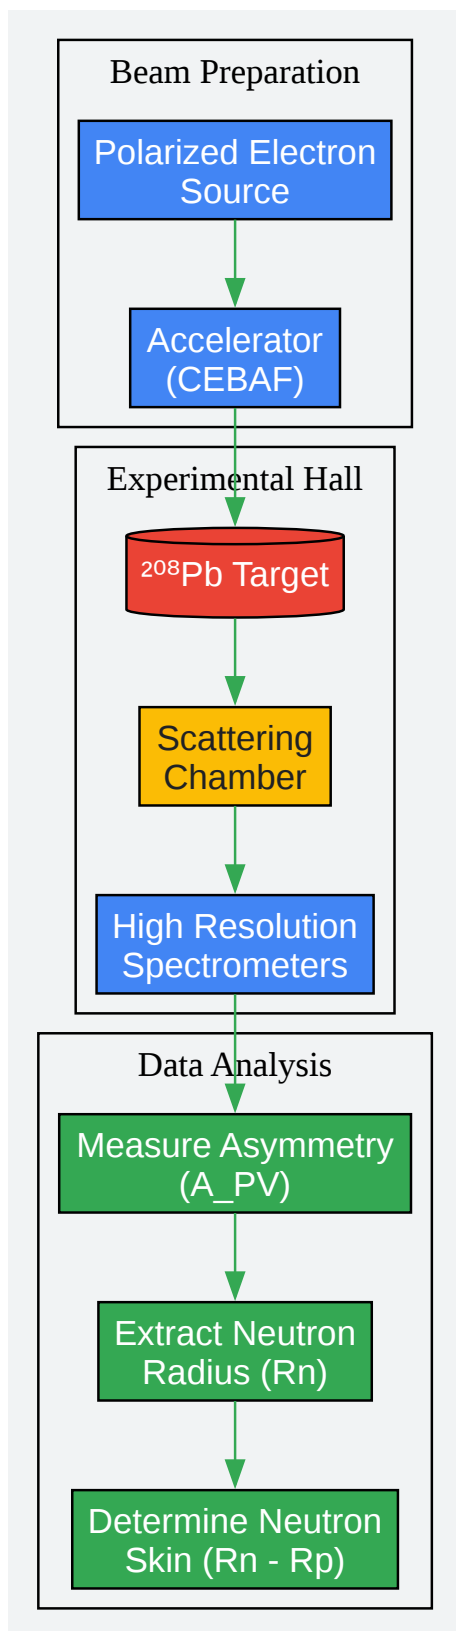 Beam Preparation
Polarized Electron
Source
Accelerator
(CEBAF)
Experimental Hall
²⁰⁸Pb Target
Scattering
Chamber
High Resolution
Spectrometers
Data Analysis
Measure Asymmetry
(A_PV)
Extract Neutron
Radius (Rn)
Determine Neutron
Skin (Rn - Rp)